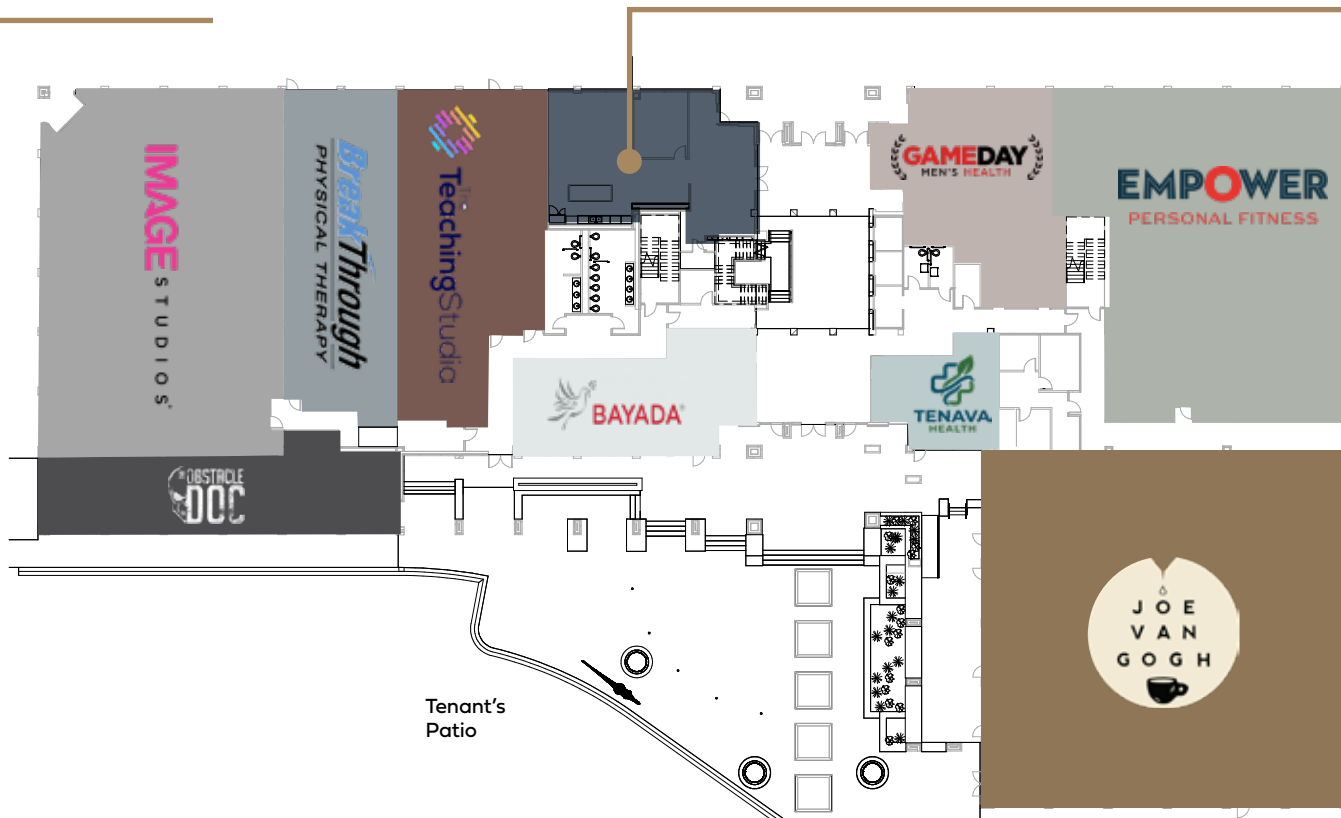 IMAGE
STUDIOS
BreakThrough
PHYSICAL THERAPY
The
TeachingStudio
GAMEDAY
MEN'S HEALTH
EMPOWER
PERSONAL FITNESS
BAYADA
TENAVA
HEALTH
OBSTACLE
DOC
JOE
VAN
GOGH
Tenant's
Patio